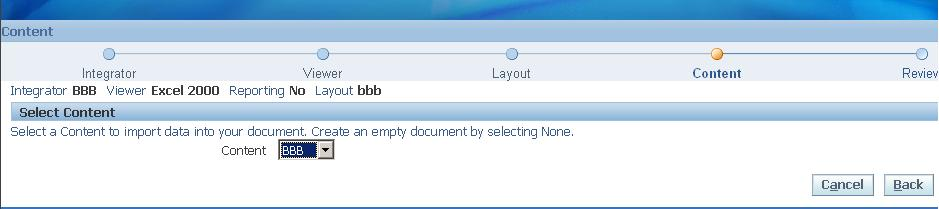 Content
Integrator Viewer Layout Content Review
Integrator BBB Viewer Excel 2000 Reporting No Layout bbb
Select Content
Select a Content to import data into your document. Create an empty document by selecting None.
Content BBB
Cancel Back